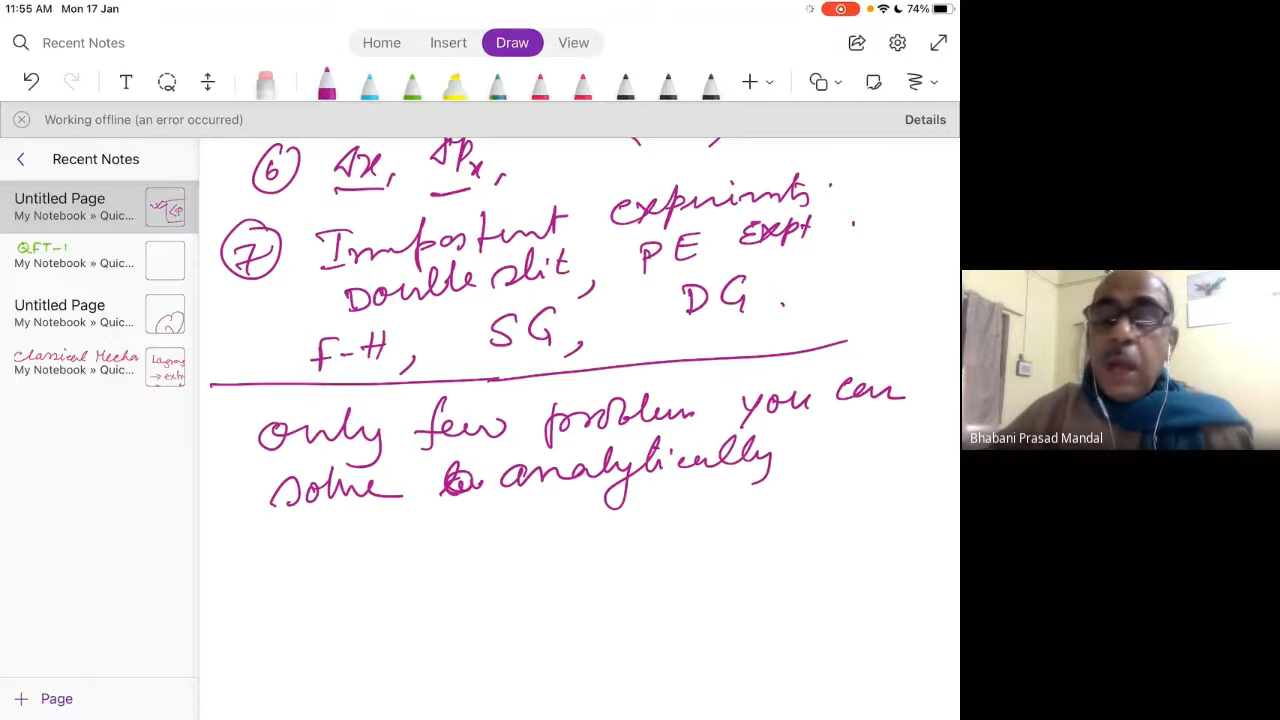 11:55 AM Mon 17 Jan 74%
Recent Notes Home Insert Draw View
T
Working offline (an error occurred) Details
Recent Notes
Untitled Page
My Notebook » Quic...
QFT-1
My Notebook » Quic...
Untitled Page
My Notebook » Quic...
Classical Mecha
My Notebook » Quic...
Lagrang
→ extr
+ Page
⑥ Δx, Δpx,
⑦ Important experiments.
Double slit, PE Expt.
F-H, SG, DG.
only few problem you can
solve analytically
Bhabani Prasad Mandal